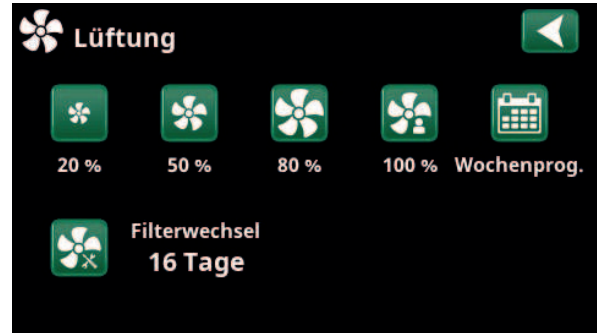 Lüftung
20 % 50 % 80 % 100 % Wochenprog.
Filterwechsel
16 Tage